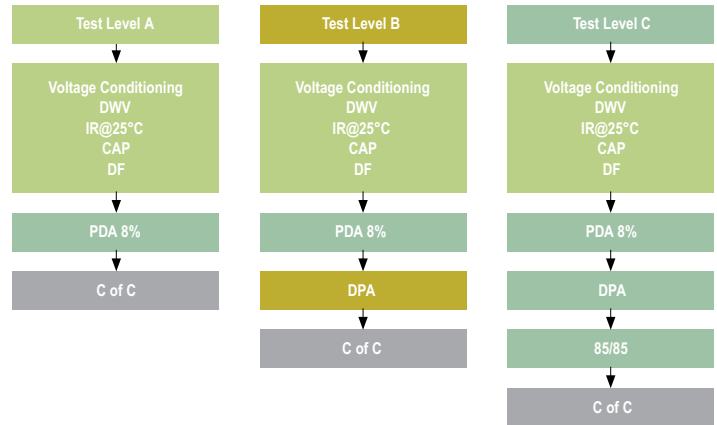 Test Level A
Voltage Conditioning
DWV
IR@25°C
CAP
DF
PDA 8%
C of C
Test Level B
Voltage Conditioning
DWV
IR@25°C
CAP
DF
PDA 8%
DPA
C of C
Test Level C
Voltage Conditioning
DWV
IR@25°C
CAP
DF
PDA 8%
DPA
85/85
C of C